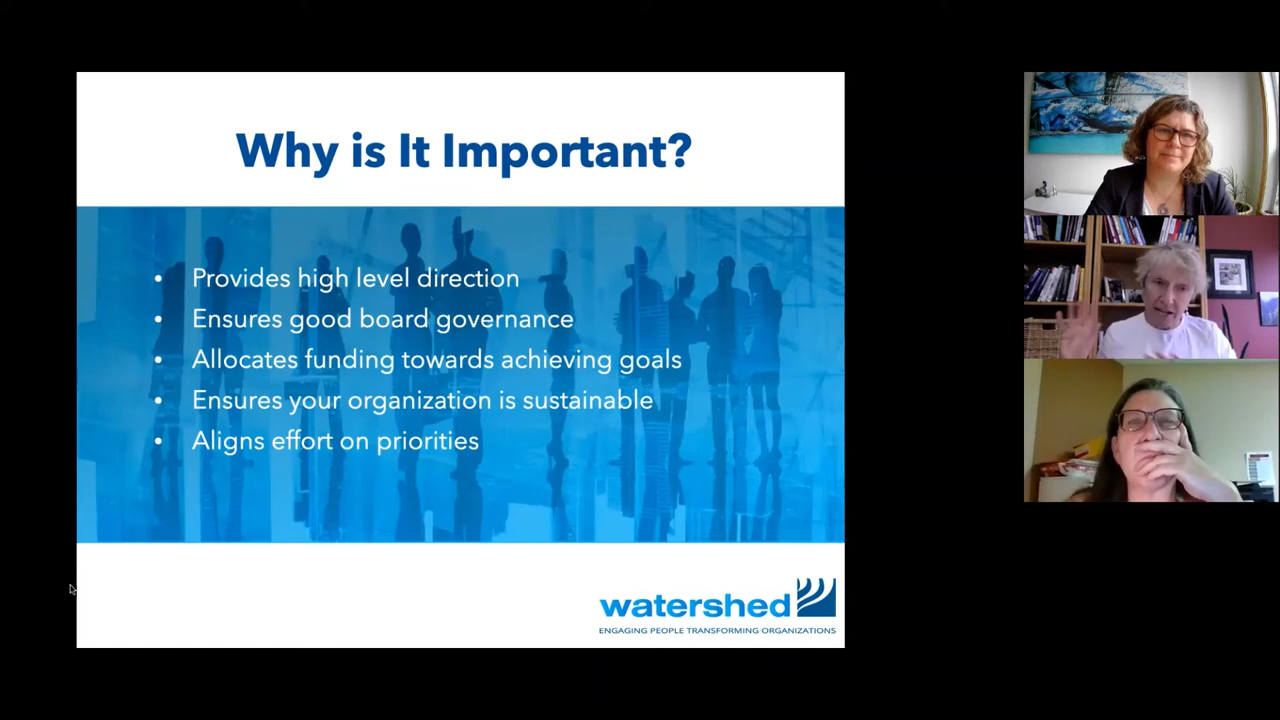 Why is It Important?
• Provides high level direction
• Ensures good board governance
• Allocates funding towards achieving goals
• Ensures your organization is sustainable
• Aligns effort on priorities
watershed
ENGAGING PEOPLE TRANSFORMING ORGANIZATIONS